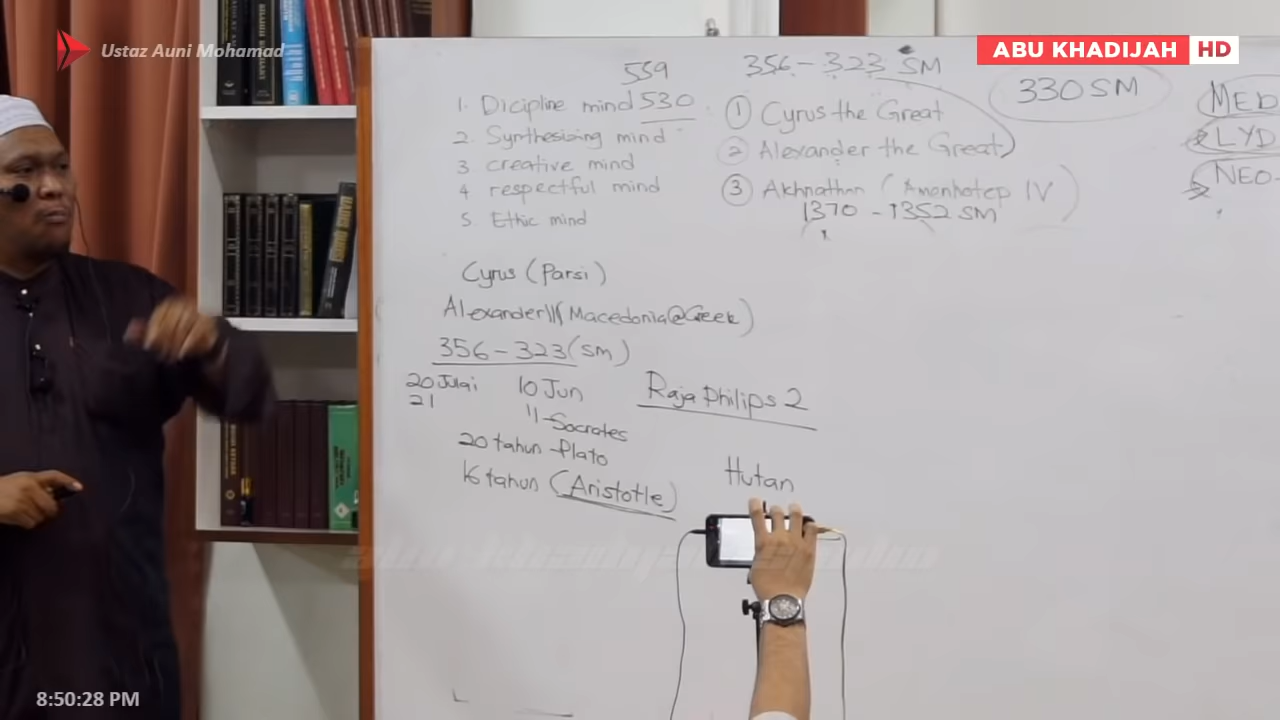 Ustaz Auni Mohamad
ABU KHADIJAH HD
559
1. Dicipline mind 530
2. Synthesizing mind
3 creative mind
4 respectful mind
5. Ethic mind
356 - 323 SM
1 Cyrus the Great
2 Alexander the Great
3 Akhnathan (Amenhotep IV)
1370 - 1352 SM
330 SM
MED
LYD
NEO-
Cyrus (Parsi)
Alexander III (Macedonia@Greek)
356 - 323 (SM)
20 Julai 10 Jun
21 11 - Socrates
20 tahun - Plato
16 tahun (Aristotle)
Raja Philips 2
Hutan
8:50:28 PM